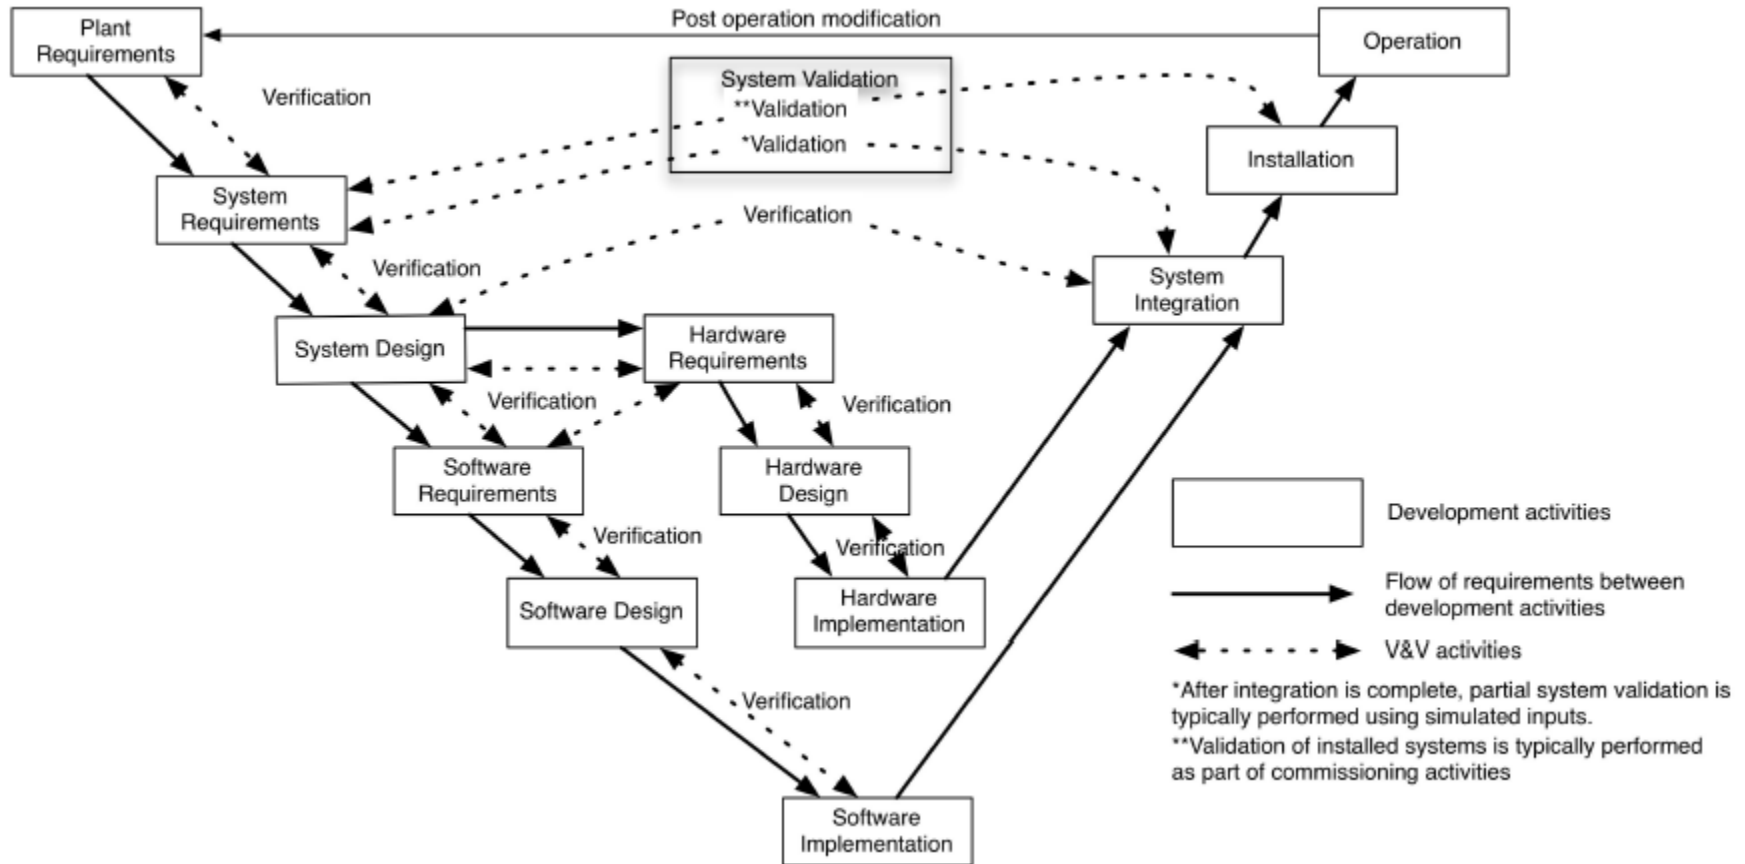 Plant
Requirements
Post operation modification
Operation
Verification
System Validation
**Validation
*Validation
Installation
System
Requirements
Verification
Verification
System
Integration
System Design
Hardware
Requirements
Verification
Verification
Software
Requirements
Hardware
Design
Development activities
Verification
Verification
Flow of requirements between
development activities
Software Design
Hardware
Implementation
V&V activities
*After integration is complete, partial system validation is
typically performed using simulated inputs.
**Validation of installed systems is typically performed
as part of commissioning activities
Verification
Software
Implementation